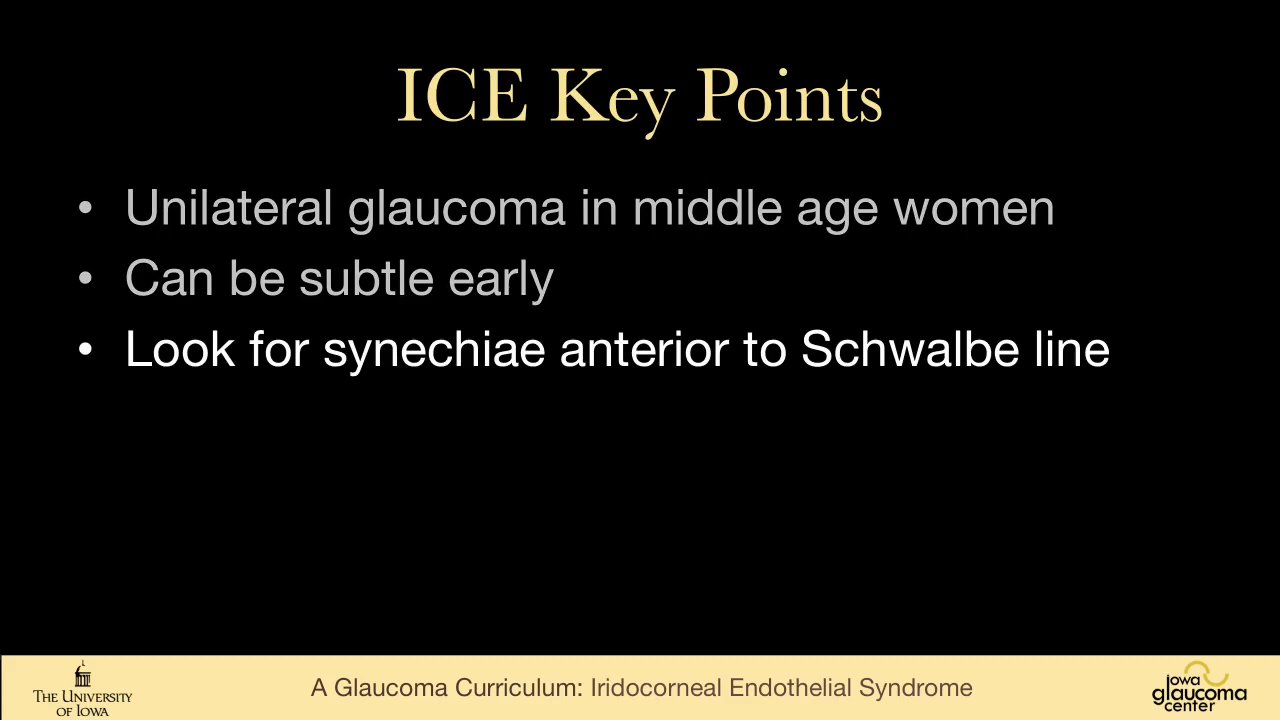 ICE Key Points
• Unilateral glaucoma in middle age women
• Can be subtle early
• Look for synechiae anterior to Schwalbe line
THE UNIVERSITY
OF IOWA
A Glaucoma Curriculum: Iridocorneal Endothelial Syndrome
Iowa
glaucoma
center